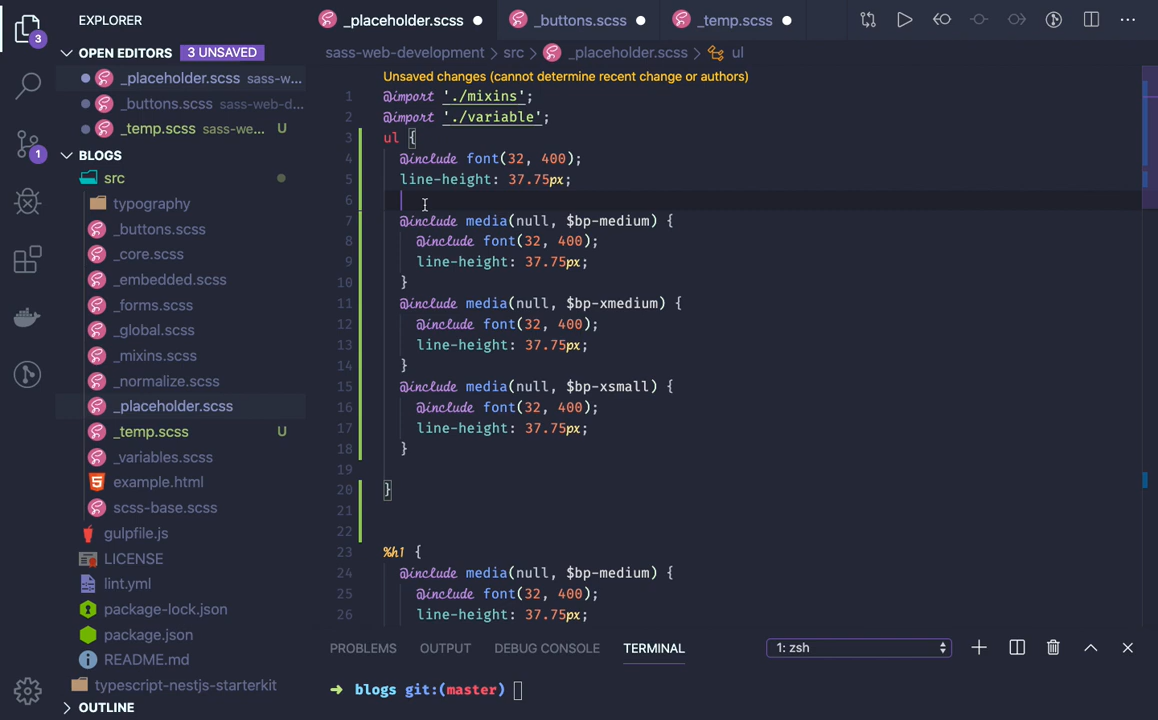 EXPLORER
_placeholder.scss
_buttons.scss
_temp.scss
OPEN EDITORS 3 UNSAVED
sass-web-development > src > _placeholder.scss > ul
3
_placeholder.scss sass-w...
_buttons.scss sass-web-d...
_temp.scss sass-we... U
1
BLOGS
src
typography
_buttons.scss
_core.scss
_embedded.scss
_forms.scss
_global.scss
_mixins.scss
_normalize.scss
_placeholder.scss
_temp.scss U
_variables.scss
example.html
scss-base.scss
gulpfile.js
LICENSE
lint.yml
package-lock.json
package.json
README.md
typescript-nestjs-starterkit
OUTLINE
Unsaved changes (cannot determine recent change or authors)
1 @import './mixins';
2 @import './variable';
3 ul {
4 @include font(32, 400);
5 line-height: 37.75px;
6
7 @include media(null, $bp-medium) {
8 @include font(32, 400);
9 line-height: 37.75px;
10 }
11 @include media(null, $bp-xmedium) {
12 @include font(32, 400);
13 line-height: 37.75px;
14 }
15 @include media(null, $bp-xsmall) {
16 @include font(32, 400);
17 line-height: 37.75px;
18 }
19
20 }
21
22
23 %h1 {
24 @include media(null, $bp-medium) {
25 @include font(32, 400);
26 line-height: 37.75px;
PROBLEMS OUTPUT DEBUG CONSOLE TERMINAL 1: zsh
➜ blogs git:(master)